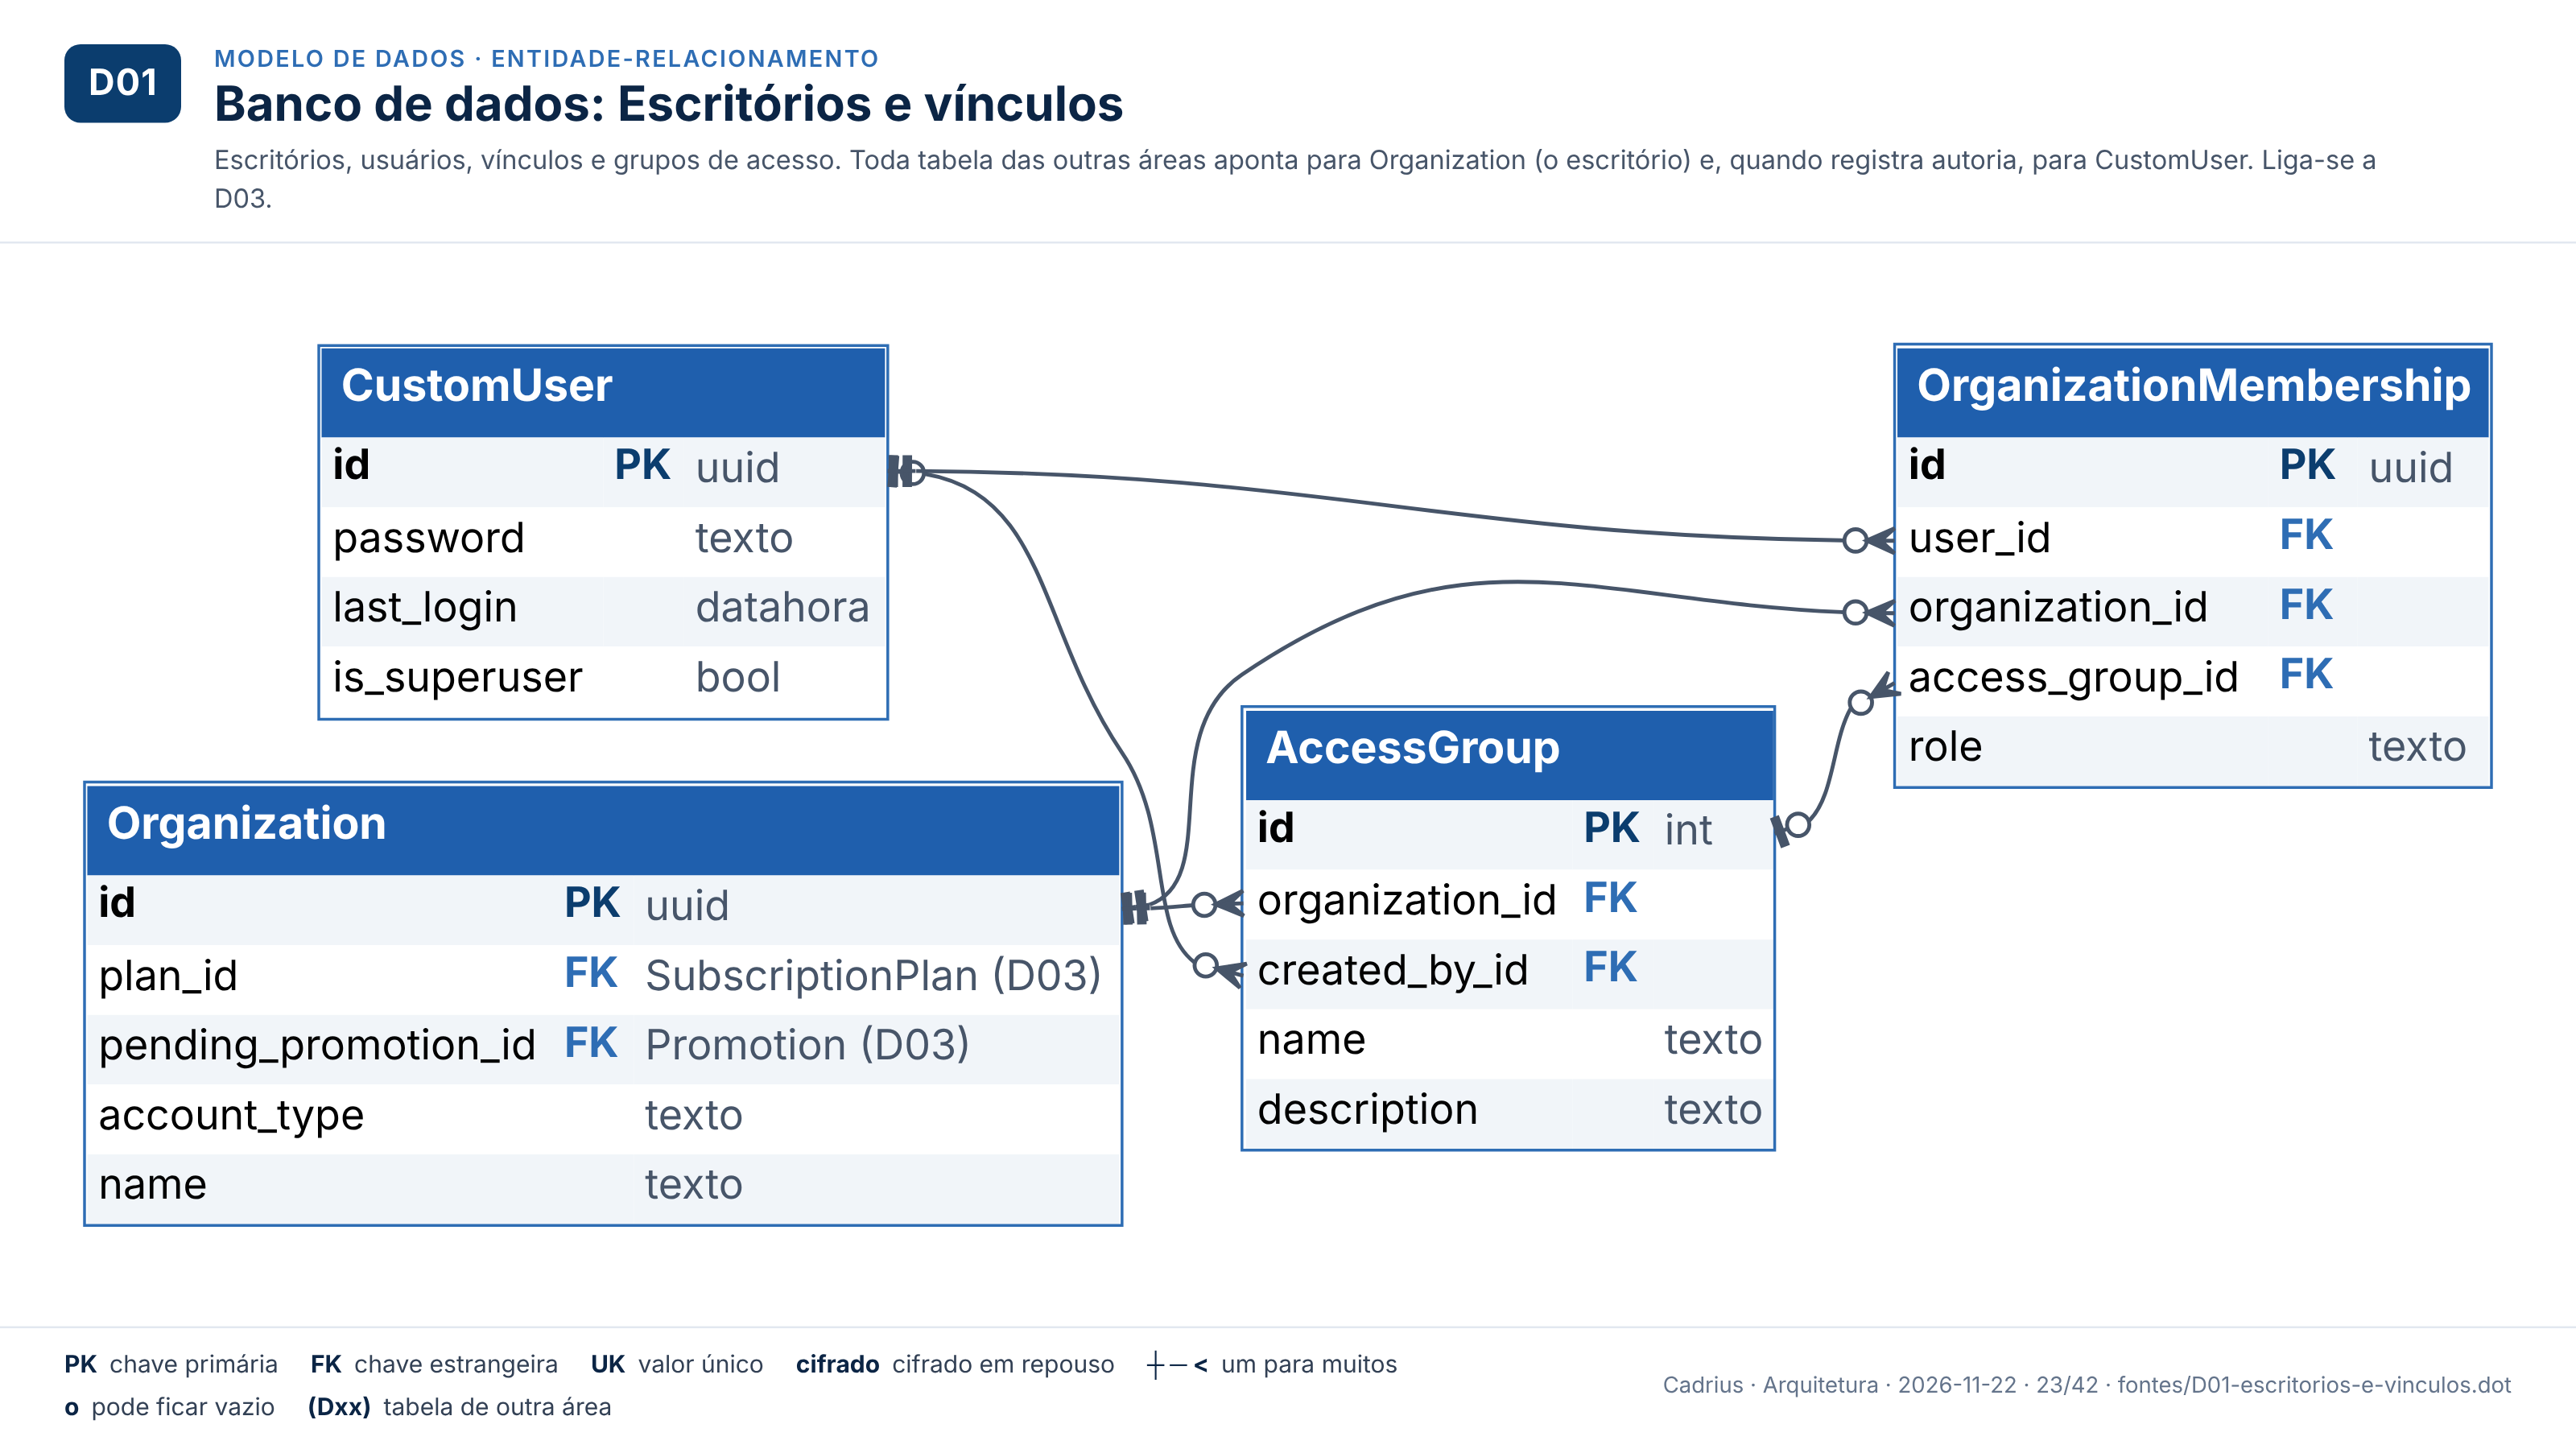 D01
MODELO DE DADOS · ENTIDADE-RELACIONAMENTO
Banco de dados: Escritórios e vínculos
Escritórios, usuários, vínculos e grupos de acesso. Toda tabela das outras áreas aponta para Organization (o escritório) e, quando registra autoria, para CustomUser. Liga-se a
D03.
CustomUser
id PK uuid
password texto
last_login datahora
is_superuser bool
OrganizationMembership
id PK uuid
user_id FK
organization_id FK
access_group_id FK
role texto
Organization
id PK uuid
plan_id FK SubscriptionPlan (D03)
pending_promotion_id FK Promotion (D03)
account_type texto
name texto
AccessGroup
id PK int
organization_id FK
created_by_id FK
name texto
description texto
PK chave primária FK chave estrangeira UK valor único cifrado cifrado em repouso ┼─< um para muitos
o pode ficar vazio (Dxx) tabela de outra área
Cadrius · Arquitetura · 2026-11-22 · 23/42 · fontes/D01-escritorios-e-vinculos.dot